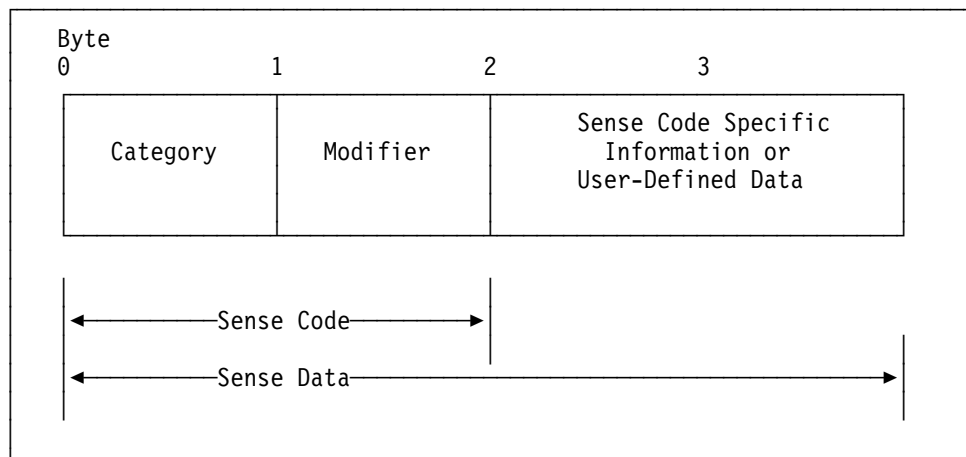 Byte
0 1 2 3
Category Modifier Sense Code Specific
Information or
User-Defined Data
Sense Code
Sense Data